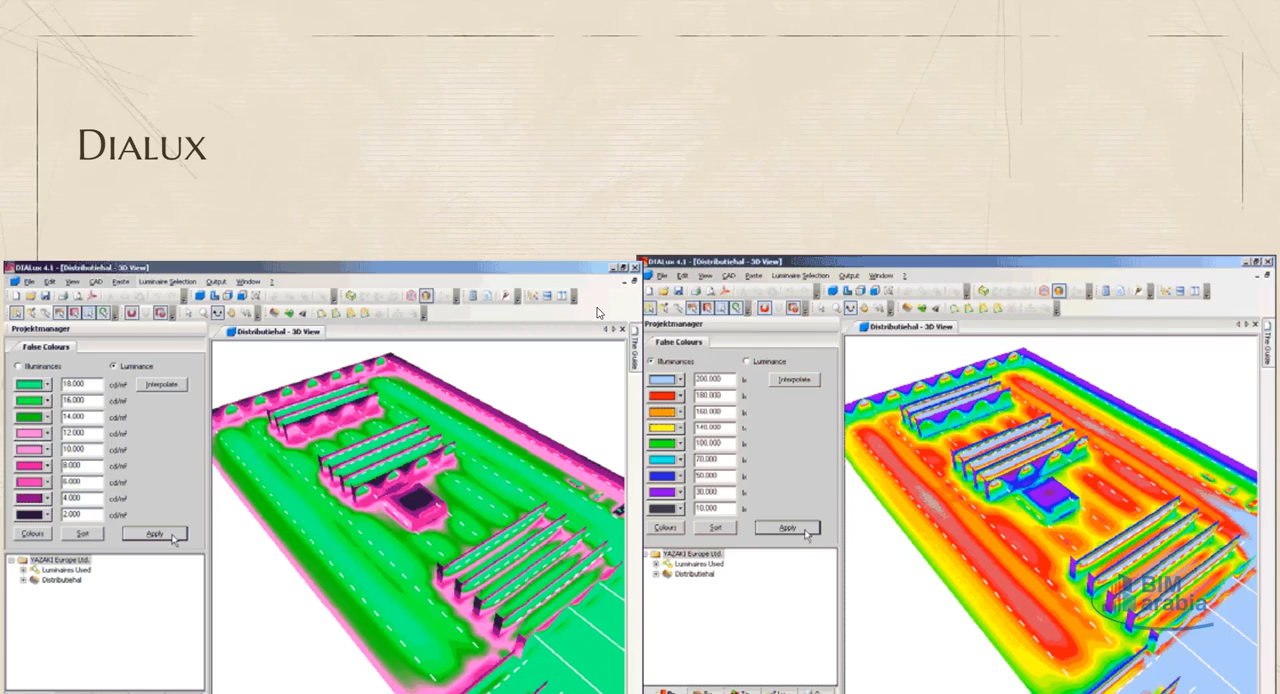 Dialux
DIALux 4.1 - [Distributiehal - 3D View]
File Edit View CAD Paste Luminaire Selection Output Window ?
Projektmanager
Distributiehal - 3D View
The Guide
False Colours
Illuminances Luminance
18.000 cd/m² Interpolate
16.000 cd/m²
14.000 cd/m²
12.000 cd/m²
10.000 cd/m²
8.000 cd/m²
6.000 cd/m²
4.000 cd/m²
2.000 cd/m²
Colours Sort Apply
YAZAKI Europe Ltd.
Luminaires Used
Distributiehal
DIALux 4.1 - [Distributiehal - 3D View]
File Edit View CAD Paste Luminaire Selection Output Window ?
Projektmanager
Distributiehal - 3D View
The Guide
False Colours
Illuminances Luminance
200.000 lx Interpolate
180.000 lx
160.000 lx
140.000 lx
100.000 lx
70.000 lx
50.000 lx
30.000 lx
10.000 lx
Colours Sort Apply
YAZAKI Europe Ltd.
Luminaires Used
Distributiehal
BIM
arabia